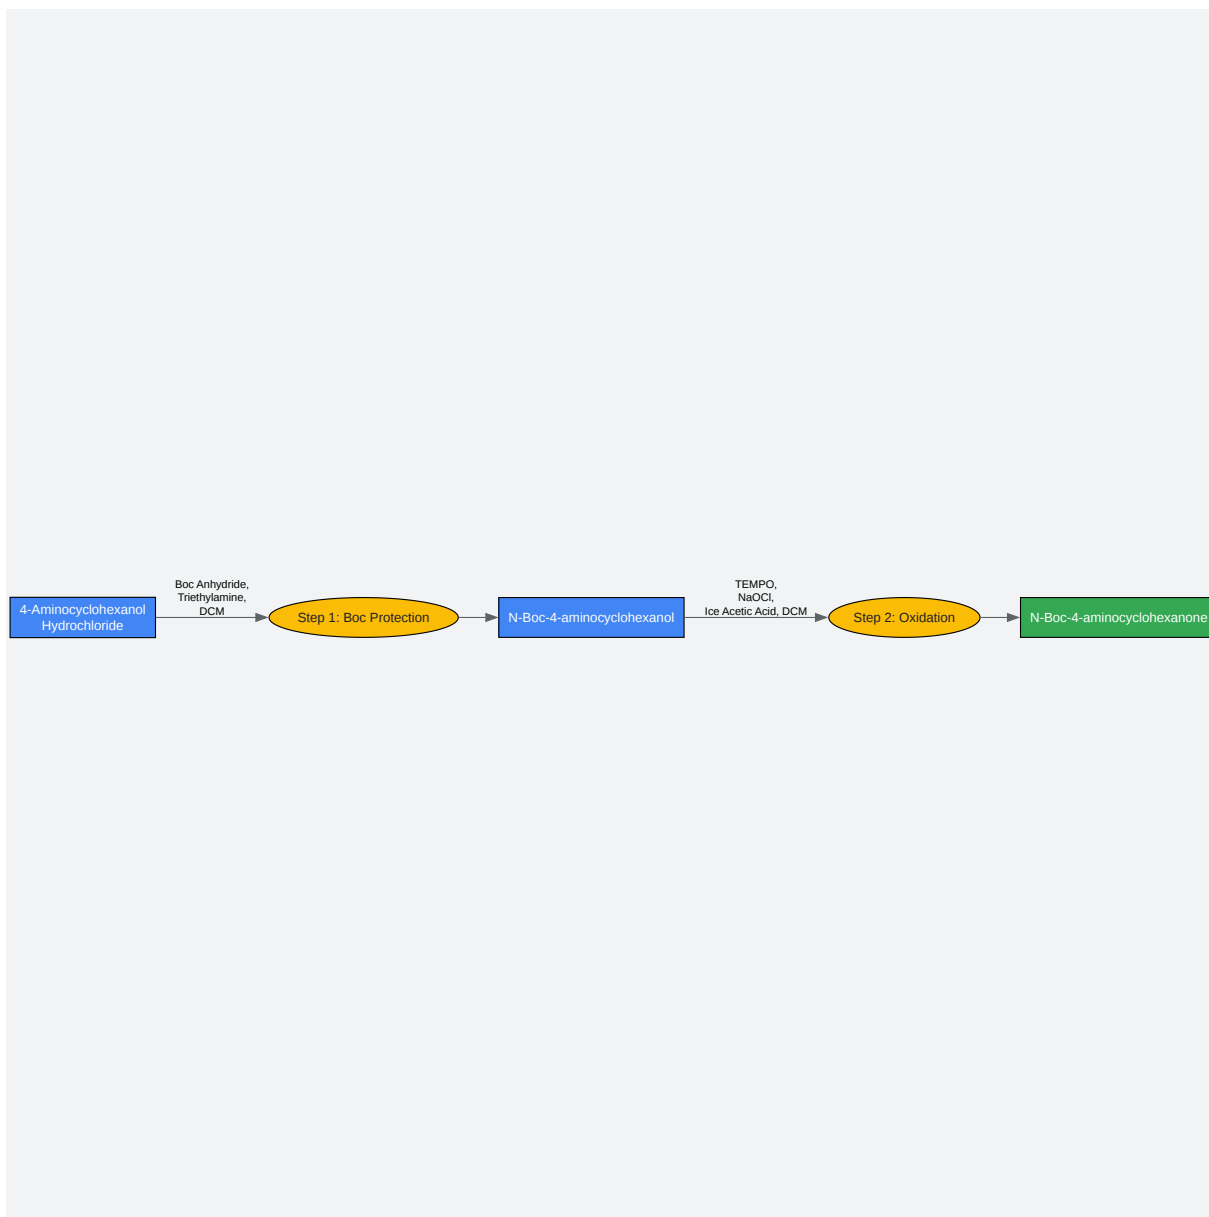 4-Aminocyclohexanol
Hydrochloride
Boc Anhydride,
Triethylamine,
DCM
Step 1: Boc Protection
N-Boc-4-aminocyclohexanol
TEMPO,
NaOCl,
Ice Acetic Acid, DCM
Step 2: Oxidation
N-Boc-4-aminocyclohexanone